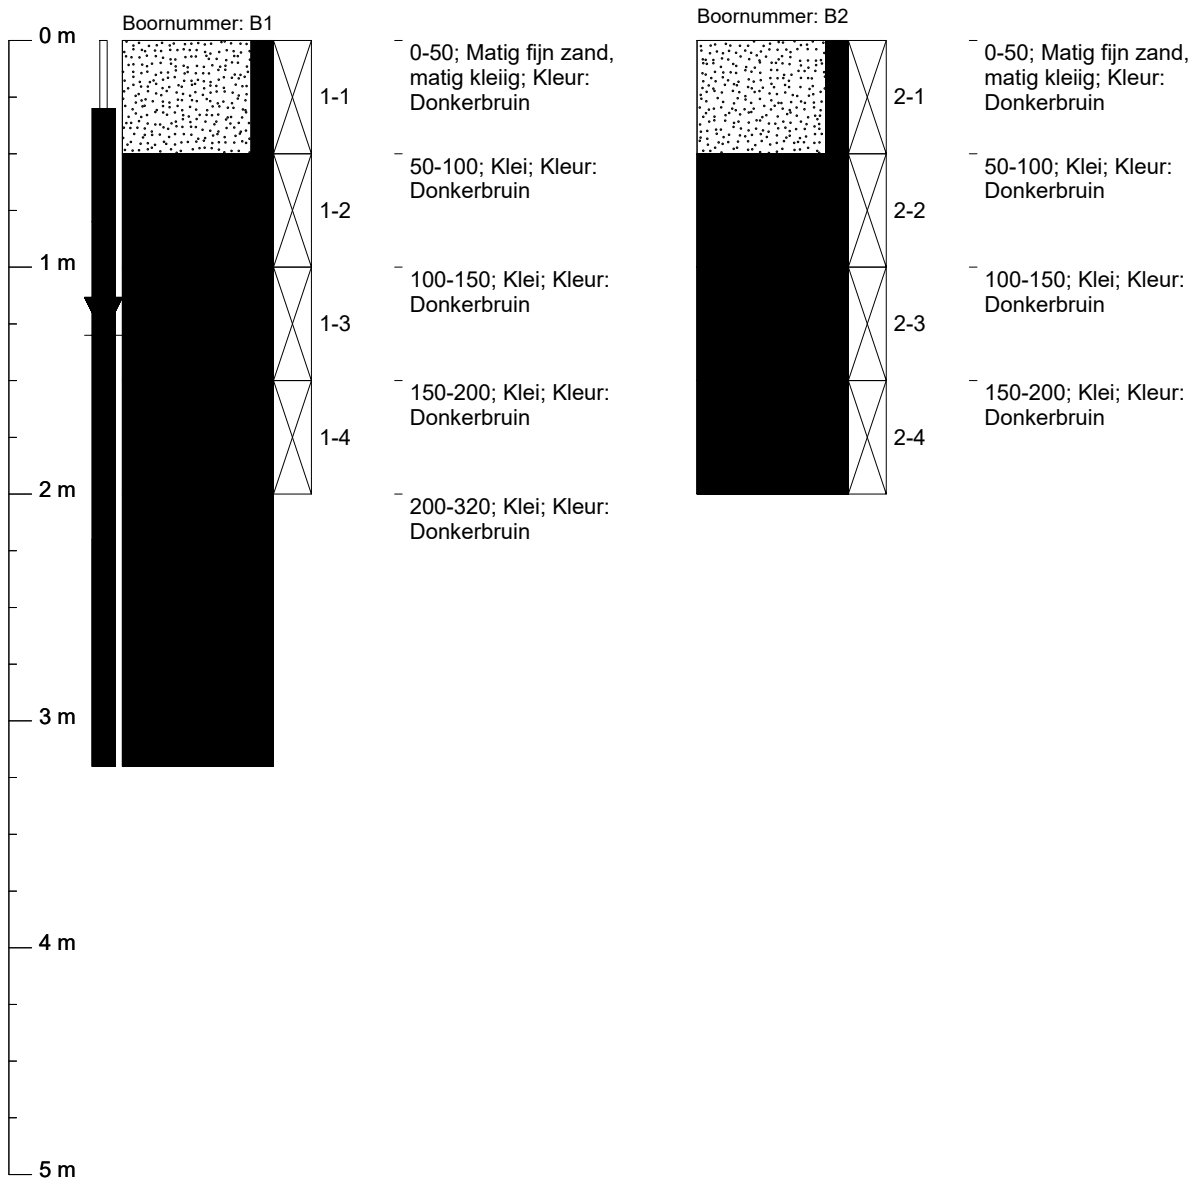 Boornummer: B1
0 m
1 m
2 m
3 m
4 m
5 m
1-1
1-2
1-3
1-4
0-50; Matig fijn zand,
matig kleiig; Kleur:
Donkerbruin
50-100; Klei; Kleur:
Donkerbruin
100-150; Klei; Kleur:
Donkerbruin
150-200; Klei; Kleur:
Donkerbruin
200-320; Klei; Kleur:
Donkerbruin
Boornummer: B2
2-1
2-2
2-3
2-4
0-50; Matig fijn zand,
matig kleiig; Kleur:
Donkerbruin
50-100; Klei; Kleur:
Donkerbruin
100-150; Klei; Kleur:
Donkerbruin
150-200; Klei; Kleur:
Donkerbruin